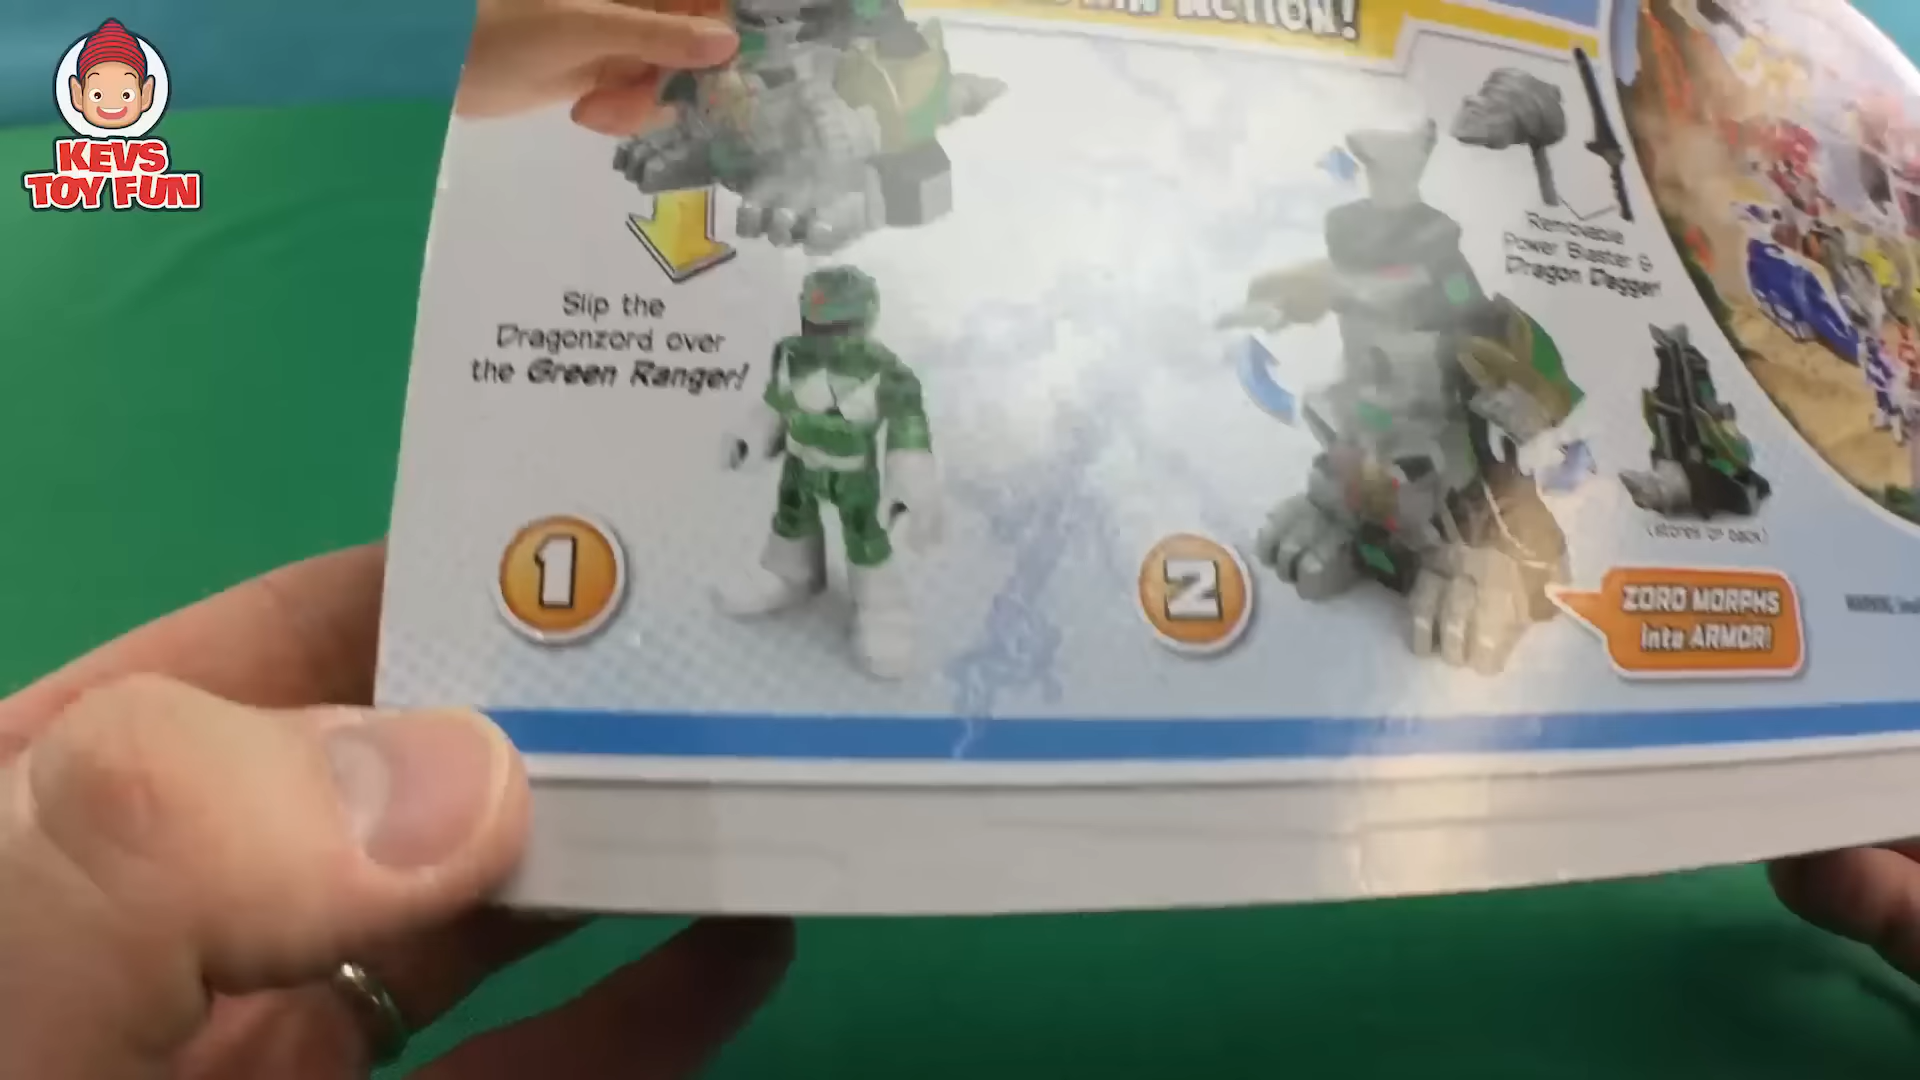 KEVS
TOY FUN
ACTION!
Slip the
Dragonzord over
the Green Ranger!
1
2
Removable
Power Blaster &
Dragon Dagger
(stores on back)
ZORD MORPHS
into ARMOR!